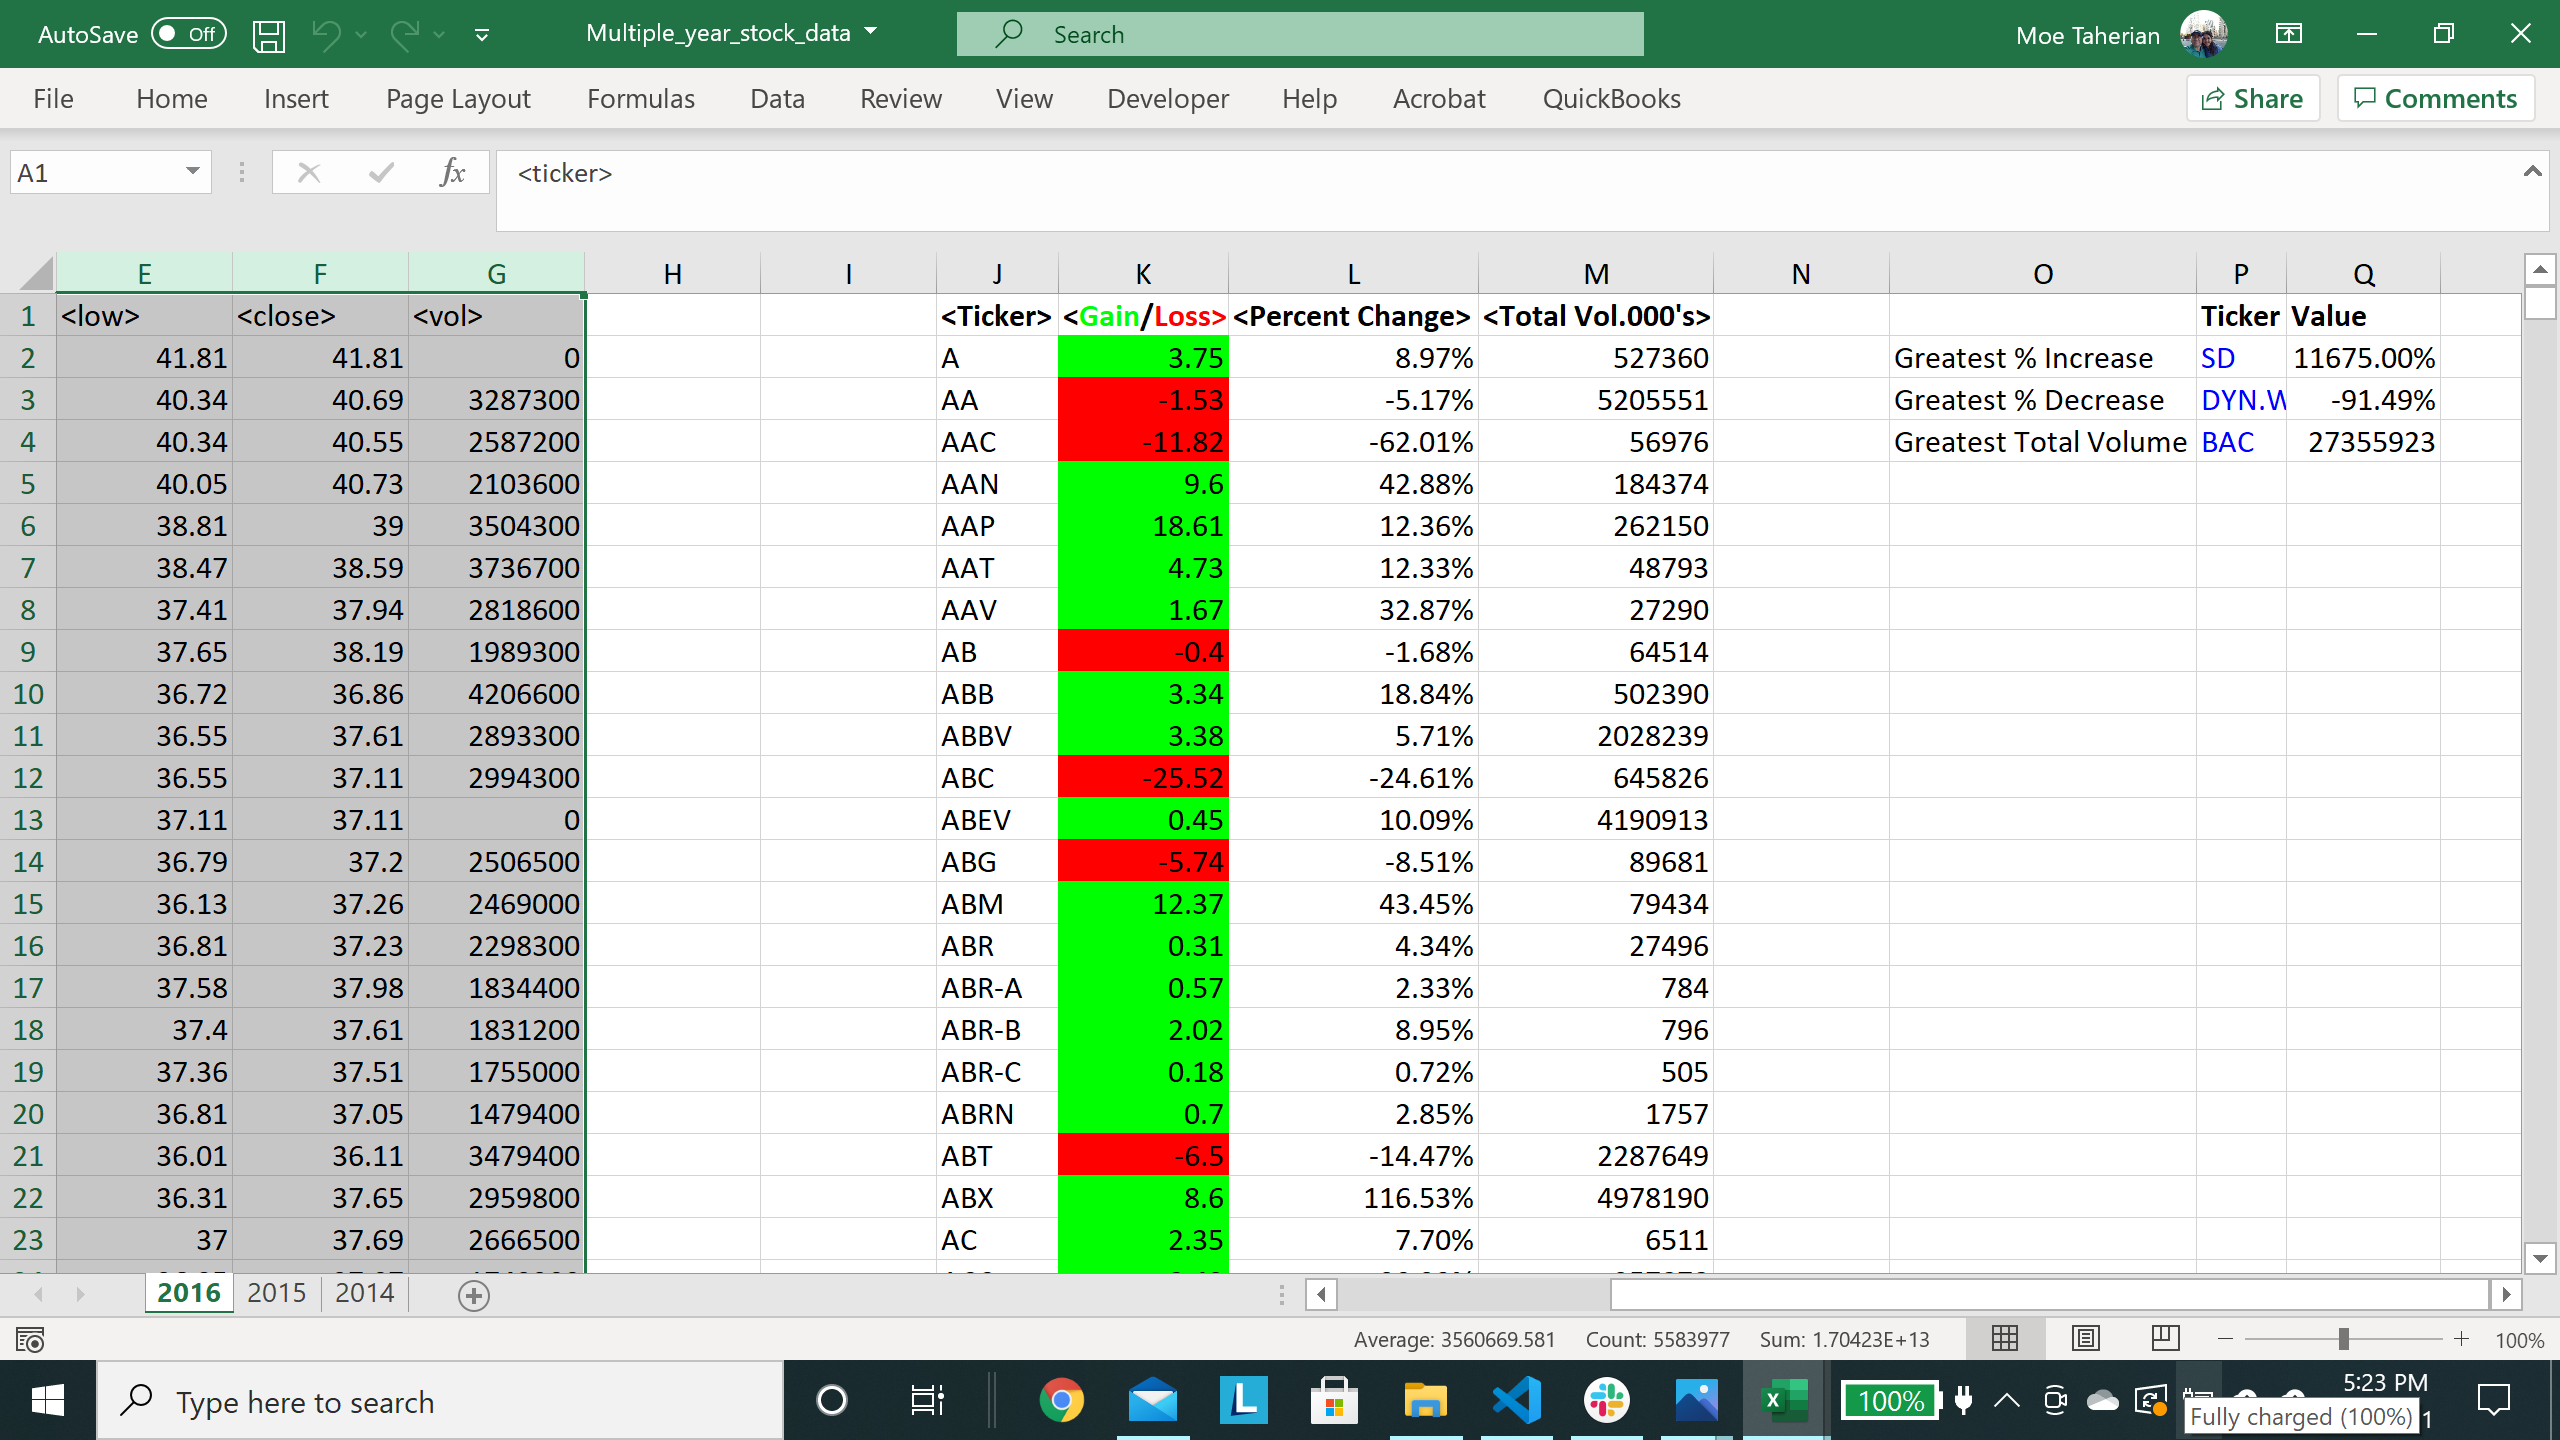 AutoSave Off Multiple_year_stock_data Search Moe Taherian
File Home Insert Page Layout Formulas Data Review View Developer Help Acrobat QuickBooks Share Comments
A1 fx <ticker>
E F G H I J K L M N O P Q
1 <low> <close> <vol> <Ticker> <Gain/Loss> <Percent Change> <Total Vol.000's> Ticker Value
2 41.81 41.81 0 A 3.75 8.97% 527360 Greatest % Increase SD 11675.00%
3 40.34 40.69 3287300 AA -1.53 -5.17% 5205551 Greatest % Decrease DYN.W -91.49%
4 40.34 40.55 2587200 AAC -11.82 -62.01% 56976 Greatest Total Volume BAC 27355923
5 40.05 40.73 2103600 AAN 9.6 42.88% 184374
6 38.81 39 3504300 AAP 18.61 12.36% 262150
7 38.47 38.59 3736700 AAT 4.73 12.33% 48793
8 37.41 37.94 2818600 AAV 1.67 32.87% 27290
9 37.65 38.19 1989300 AB -0.4 -1.68% 64514
10 36.72 36.86 4206600 ABB 3.34 18.84% 502390
11 36.55 37.61 2893300 ABBV 3.38 5.71% 2028239
12 36.55 37.11 2994300 ABC -25.52 -24.61% 645826
13 37.11 37.11 0 ABEV 0.45 10.09% 4190913
14 36.79 37.2 2506500 ABG -5.74 -8.51% 89681
15 36.13 37.26 2469000 ABM 12.37 43.45% 79434
16 36.81 37.23 2298300 ABR 0.31 4.34% 27496
17 37.58 37.98 1834400 ABR-A 0.57 2.33% 784
18 37.4 37.61 1831200 ABR-B 2.02 8.95% 796
19 37.36 37.51 1755000 ABR-C 0.18 0.72% 505
20 36.81 37.05 1479400 ABRN 0.7 2.85% 1757
21 36.01 36.11 3479400 ABT -6.5 -14.47% 2287649
22 36.31 37.65 2959800 ABX 8.6 116.53% 4978190
23 37 37.69 2666500 AC 2.35 7.70% 6511
2016 2015 2014
Average: 3560669.581 Count: 5583977 Sum: 1.70423E+13 100%
Type here to search 100% 5:23 PM
Fully charged (100%) 1